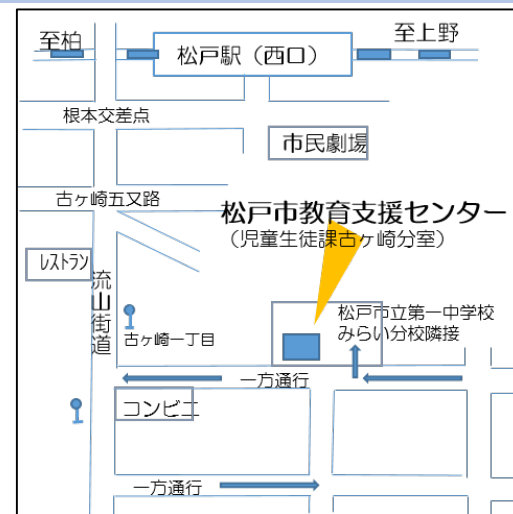 至柏
松戸駅（西口）
至上野
根本交差点
市民劇場
古ヶ崎五叉路
松戸市教育支援センター
（児童生徒課古ヶ崎分室）
レストラン
流山街道
古ヶ崎一丁目
松戸市立第一中学校
みらい分校隣接
一方通行
コンビニ
一方通行